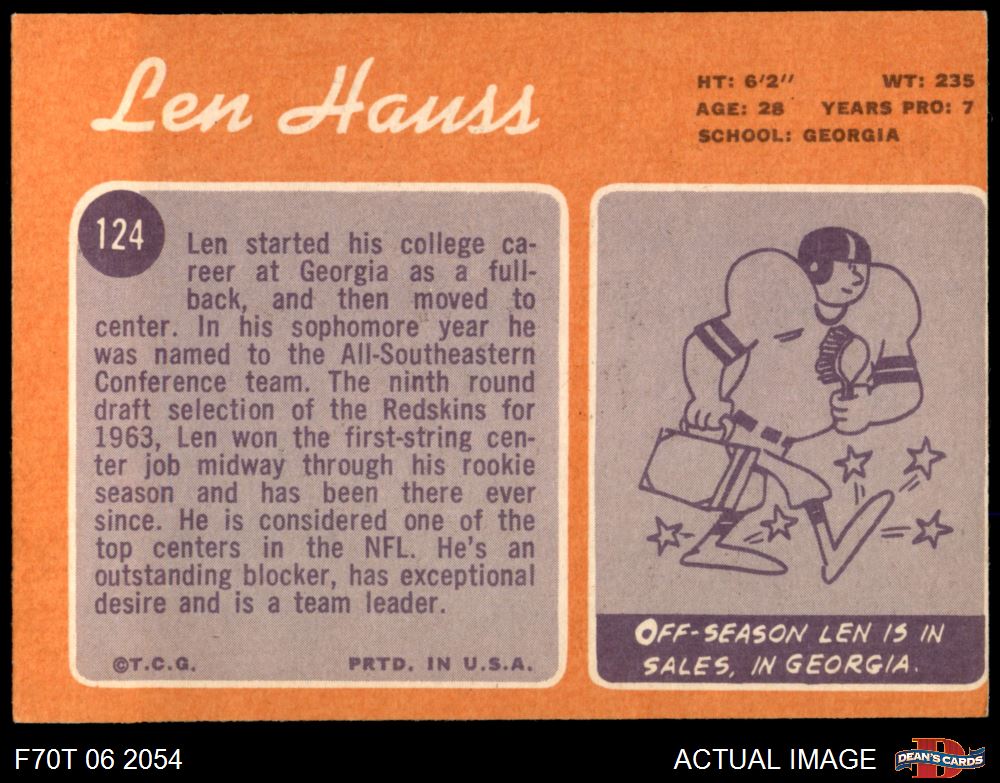 Len Hauss
HT: 6'2" WT: 235
AGE: 28 YEARS PRO: 7
SCHOOL: GEORGIA
124
Len started his college ca-
reer at Georgia as a full-
back, and then moved to
center. In his sophomore year he
was named to the All-Southeastern
Conference team. The ninth round
draft selection of the Redskins for
1963, Len won the first-string cen-
ter job midway through his rookie
season and has been there ever
since. He is considered one of the
top centers in the NFL. He's an
outstanding blocker, has exceptional
desire and is a team leader.
©T.C.G. PRTD. IN U.S.A.
OFF-SEASON LEN IS IN
SALES, IN GEORGIA.
F70T 06 2054
ACTUAL IMAGE
D
DEAN'S CARDS